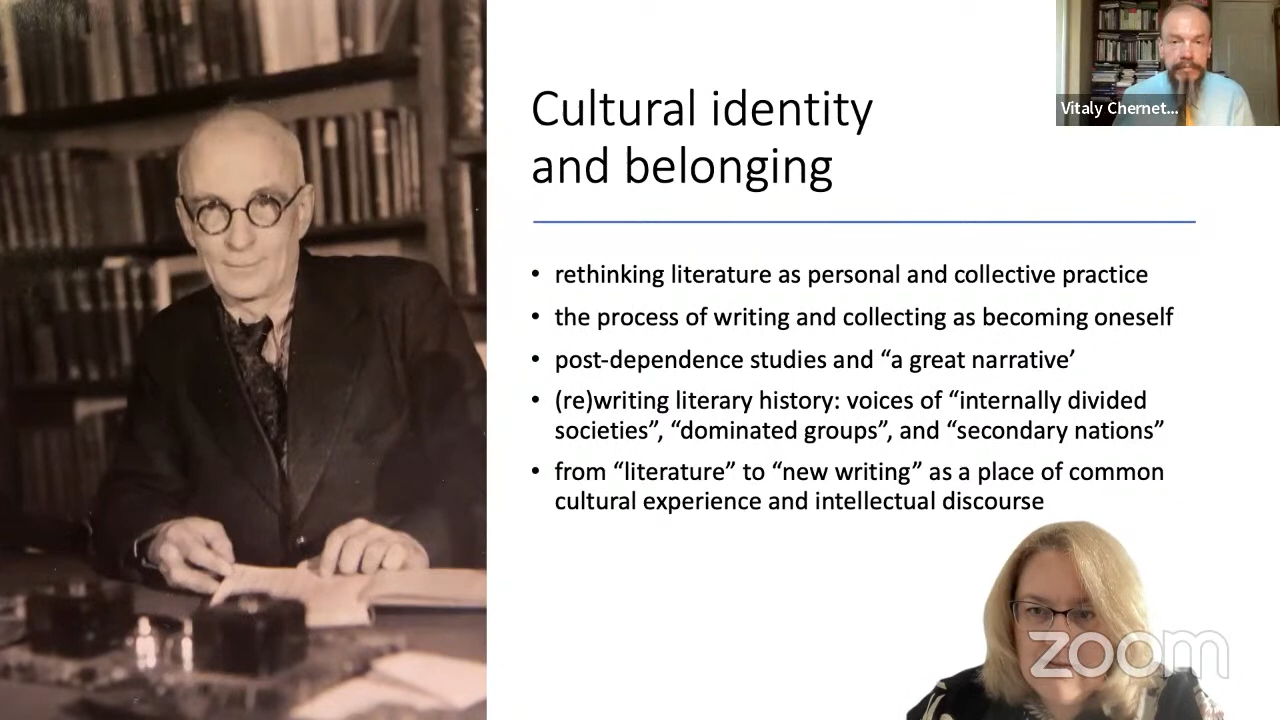 Cultural identity
and belonging
Vitaly Chernet...
• rethinking literature as personal and collective practice
• the process of writing and collecting as becoming oneself
• post-dependence studies and “a great narrative’
• (re)writing literary history: voices of “internally divided
societies”, “dominated groups”, and “secondary nations”
• from “literature” to “new writing” as a place of common
cultural experience and intellectual discourse
zoom